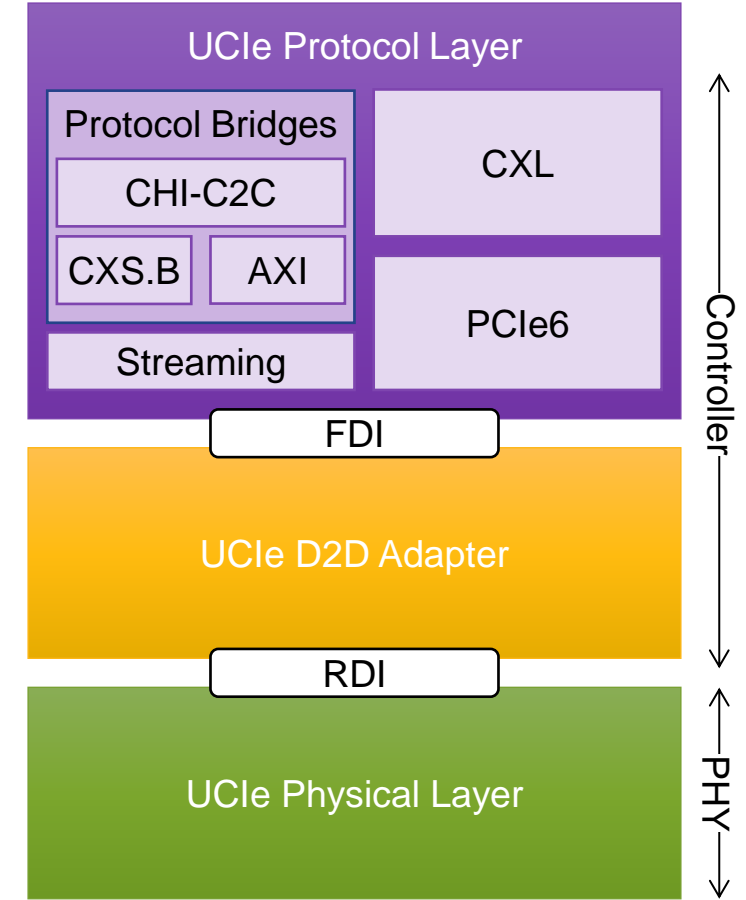 UCIe Protocol Layer
Protocol Bridges
CHI-C2C
CXS.B
AXI
Streaming
CXL
PCIe6
FDI
UCIe D2D Adapter
RDI
UCIe Physical Layer
Controller
PHY